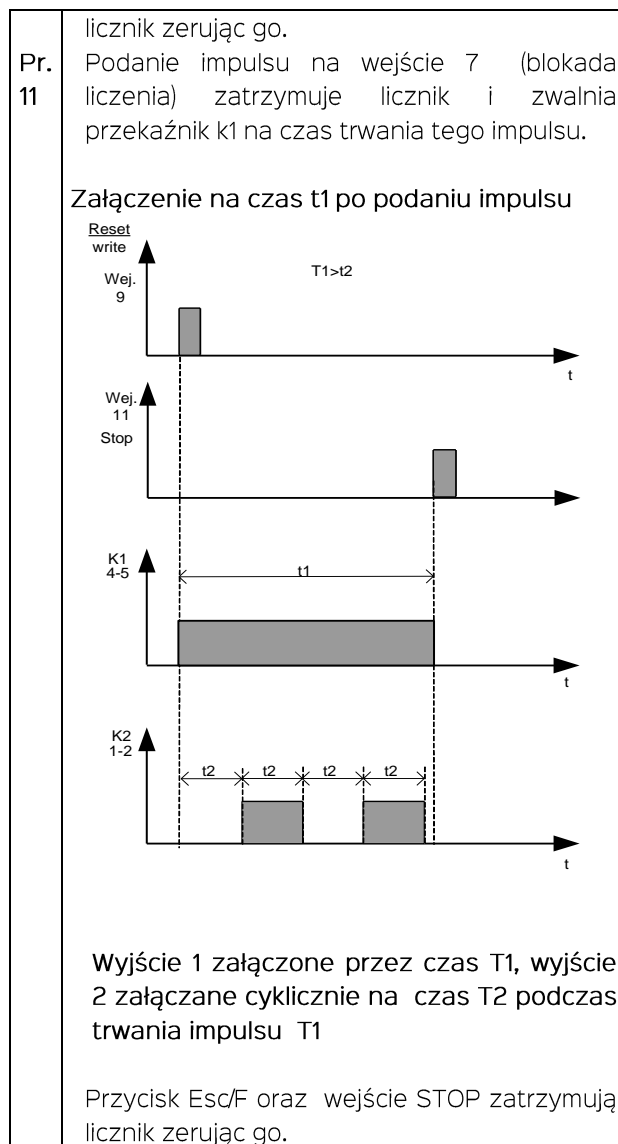 licznik zerując go.
Pr. 11
Podanie impulsu na wejście 7 (blokada
liczenia) zatrzymuje licznik i zwalnia
przekaźnik k1 na czas trwania tego impulsu.
Załączenie na czas t1 po podaniu impulsu
Reset
write
Wej.
9
T1>t2
t
Wej.
11
Stop
K1
4-5
t1
t
K2
1-2
t2 t2 t2 t2
t
Wyjście 1 załączone przez czas T1, wyjście
2 załączane cyklicznie na czas T2 podczas
trwania impulsu T1
Przycisk Esc/F oraz wejście STOP zatrzymują
licznik zerując go.